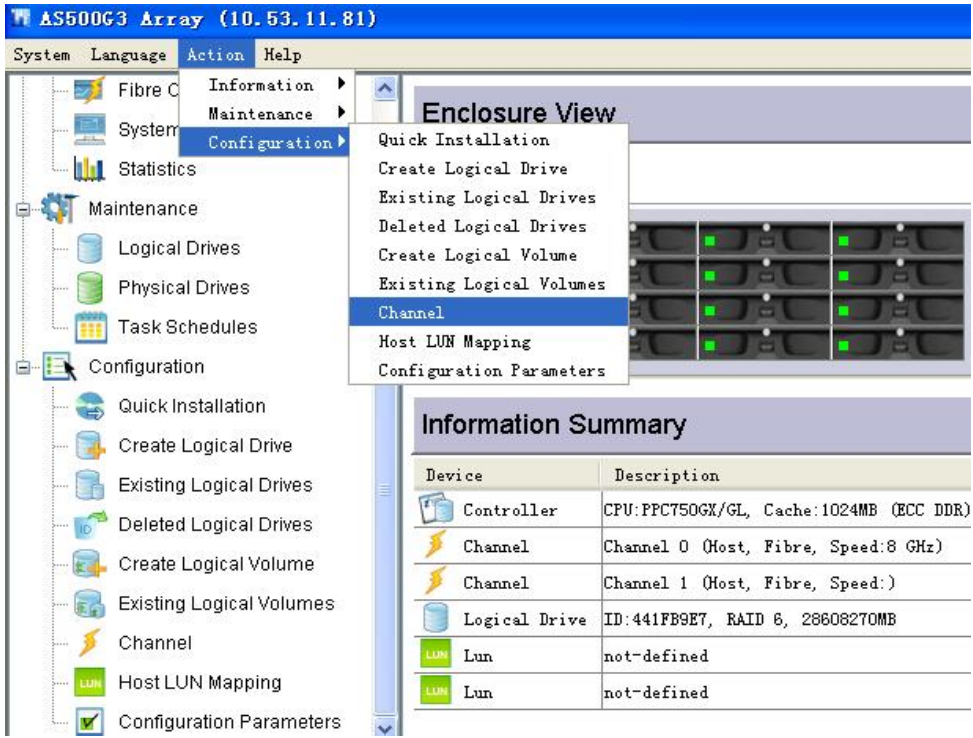 AS500G3 Array (10.53.11.81)
System Language Action Help
Information
Maintenance
Configuration
Quick Installation
Create Logical Drive
Existing Logical Drives
Deleted Logical Drives
Create Logical Volume
Existing Logical Volumes
Channel
Host LUN Mapping
Configuration Parameters
Fibre C
System
Statistics
Maintenance
Logical Drives
Physical Drives
Task Schedules
Configuration
Quick Installation
Create Logical Drive
Existing Logical Drives
Deleted Logical Drives
Create Logical Volume
Existing Logical Volumes
Channel
LUN Host LUN Mapping
Configuration Parameters
Enclosure View
Information Summary
Device Description
Controller CPU:PPC750GX/GL, Cache:1024MB (ECC DDR)
Channel Channel 0 (Host, Fibre, Speed:8 GHz)
Channel Channel 1 (Host, Fibre, Speed:)
Logical Drive ID:441FB9E7, RAID 6, 28608270MB
LUN Lun not-defined
LUN Lun not-defined